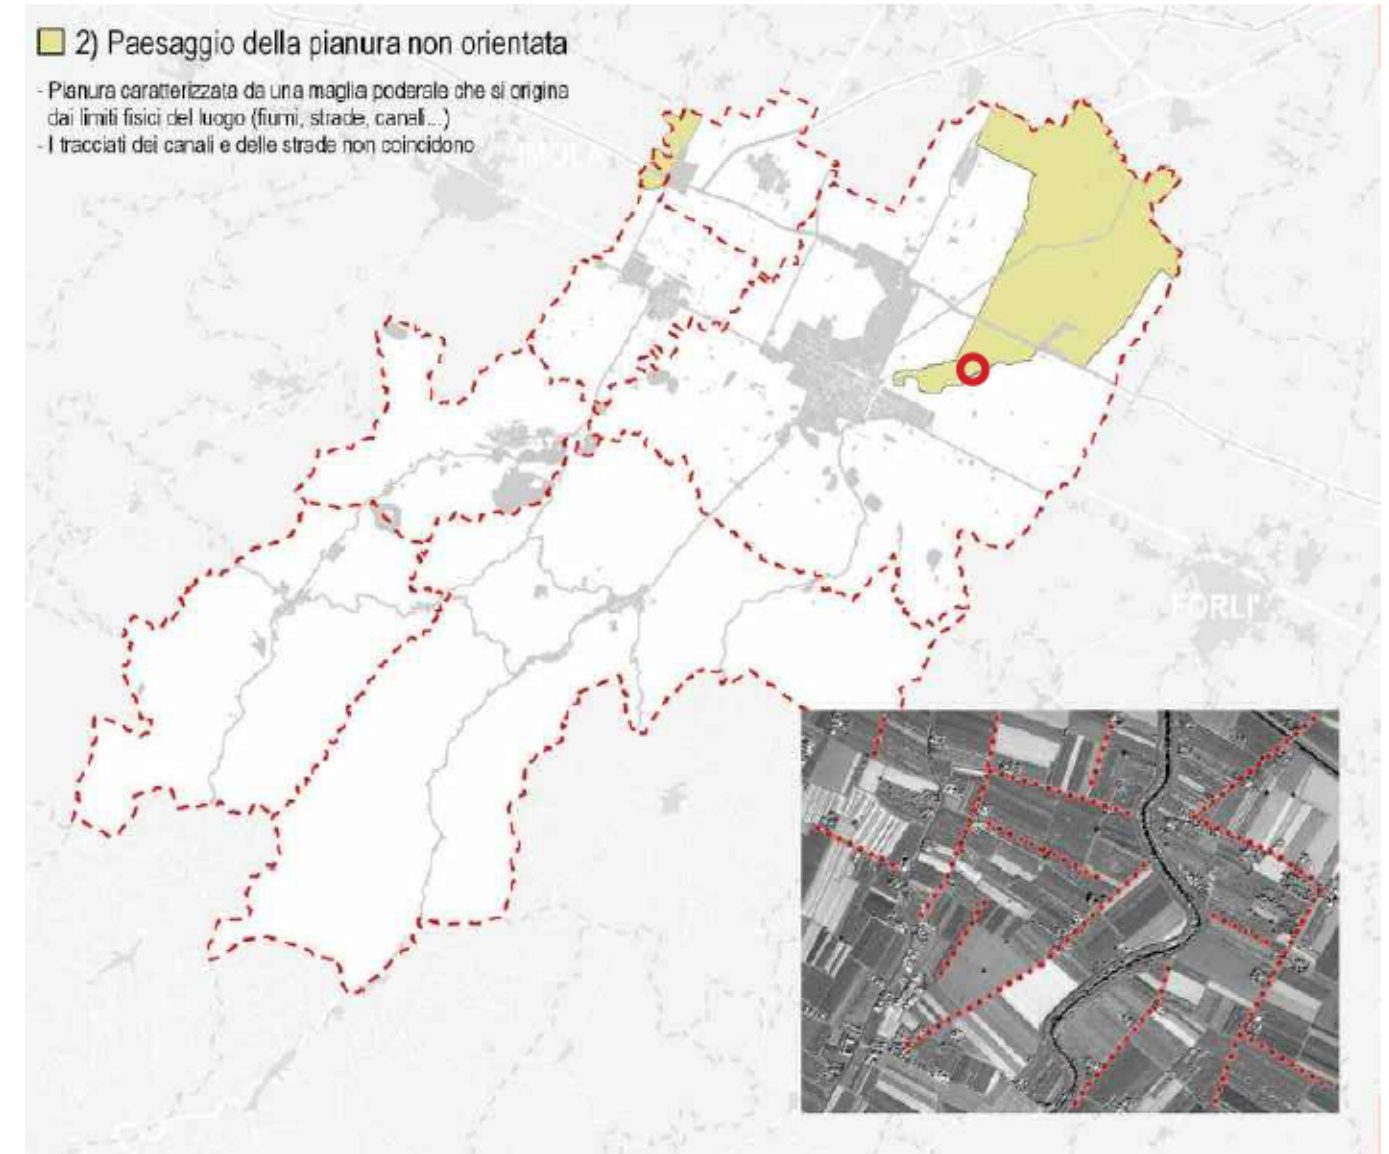 2) Paesaggio della pianura non orientata
- Pianura caratterizzata da una maglia poderale che si origina
dai limiti fisici del luogo (fiumi, strade, canali...)
- I tracciati dei canali e delle strade non coincidono
IMOLA
FORLI'